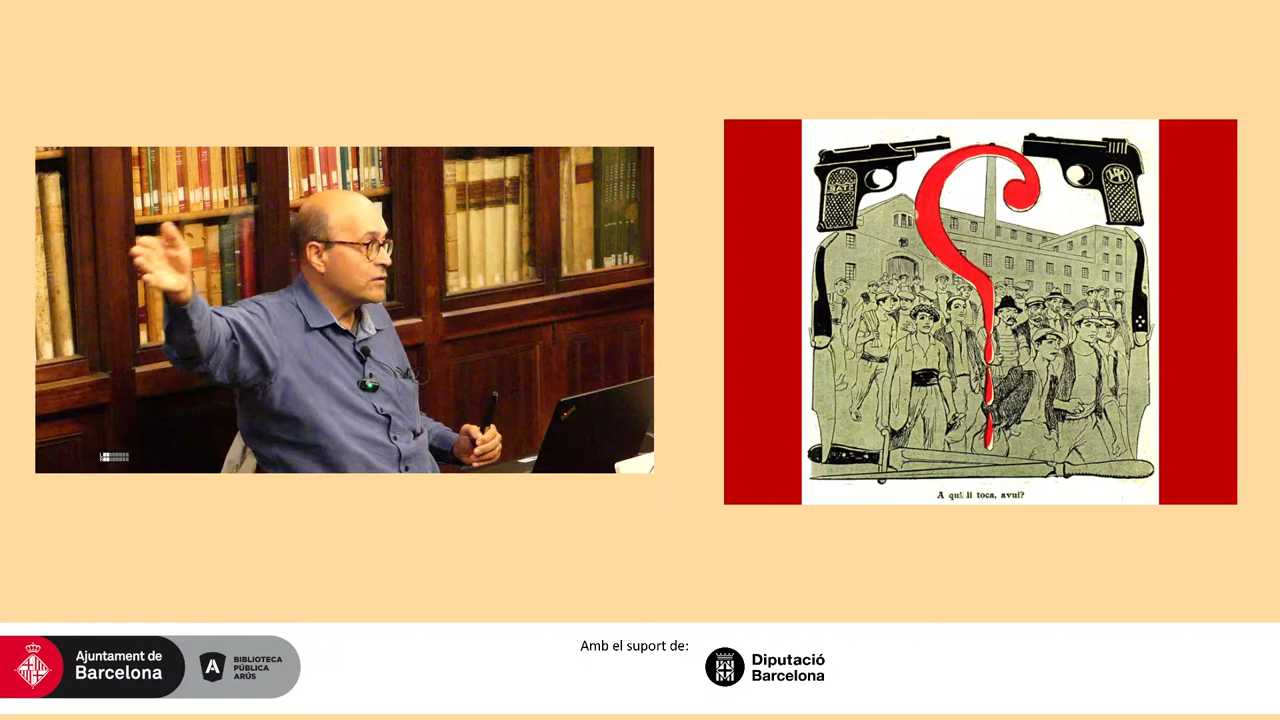 A qui li toca, avui?
Ajuntament de
Barcelona
BIBLIOTECA
PÚBLICA
ARÚS
Amb el suport de:
Diputació
Barcelona